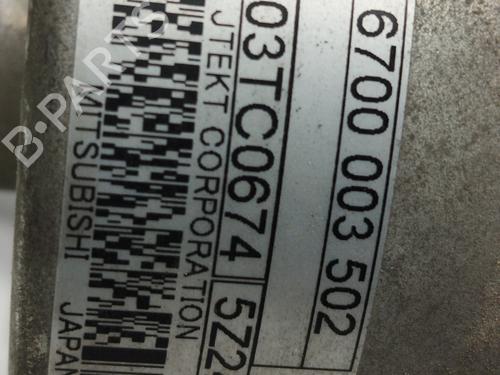 6700 003 502
03TC0674 5Z2
JTEKT CORPORATION
MITSUBISHI JAPAN
B-PARTS